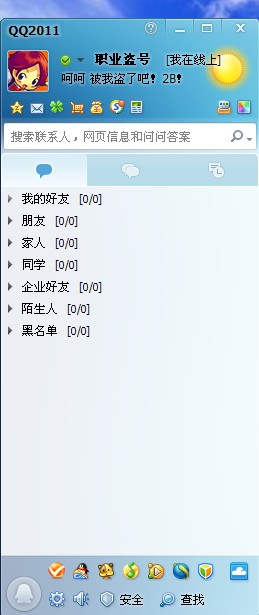 QQ2011
职业盗号 [我在线上]
呵呵 被我盗了吧! 2B!
搜索联系人，网页信息和问问答案
我的好友 [0/0]
朋友 [0/0]
家人 [0/0]
同学 [0/0]
企业好友 [0/0]
陌生人 [0/0]
黑名单 [0/0]
安全 查找